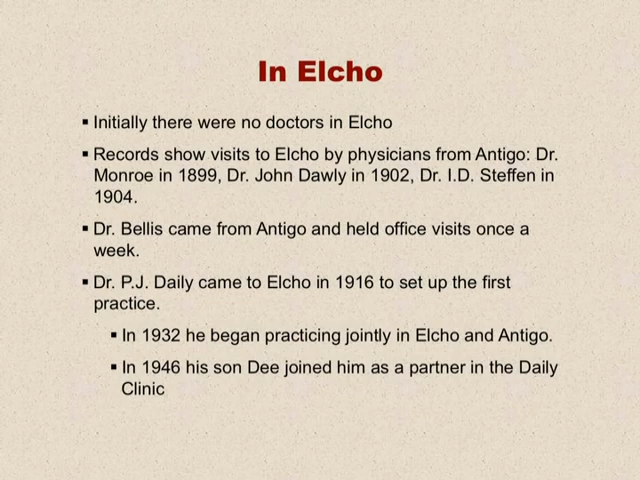 In Elcho
▪ Initially there were no doctors in Elcho
▪ Records show visits to Elcho by physicians from Antigo: Dr.
Monroe in 1899, Dr. John Dawly in 1902, Dr. I.D. Steffen in
1904.
▪ Dr. Bellis came from Antigo and held office visits once a
week.
▪ Dr. P.J. Daily came to Elcho in 1916 to set up the first
practice.
▪ In 1932 he began practicing jointly in Elcho and Antigo.
▪ In 1946 his son Dee joined him as a partner in the Daily
Clinic